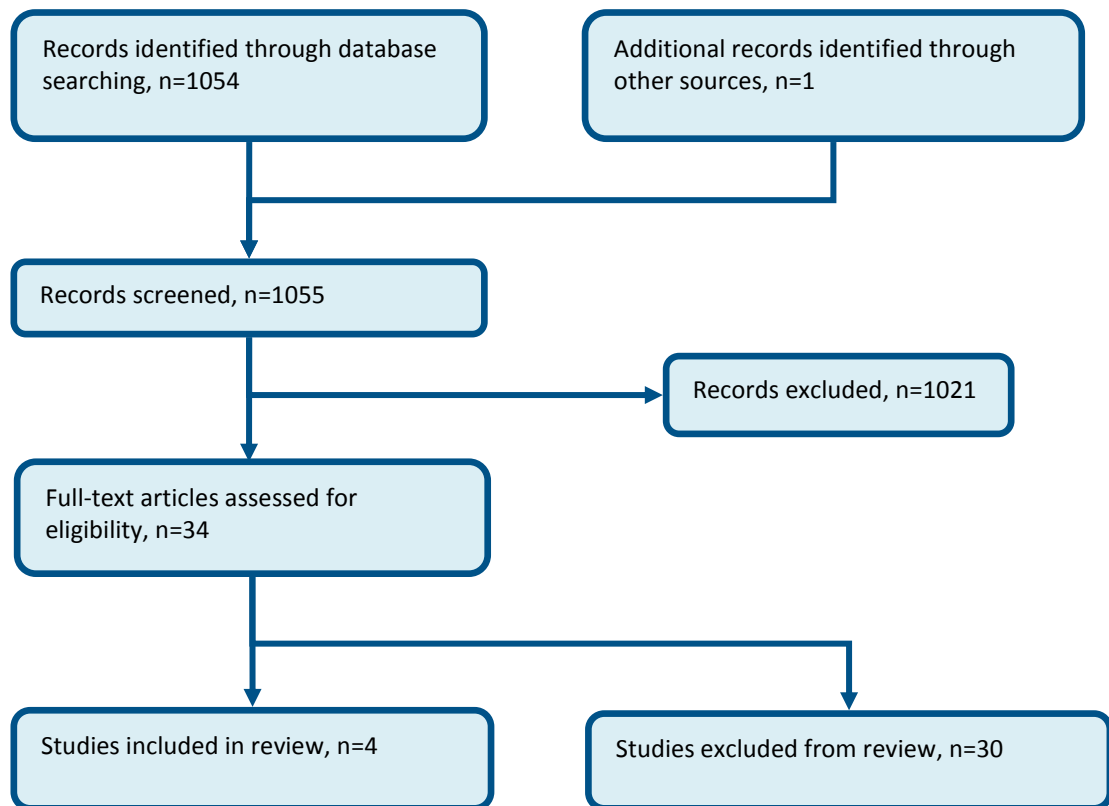 Records identified through database
searching, n=1054
Additional records identified through
other sources, n=1
Records screened, n=1055
Records excluded, n=1021
Full-text articles assessed for
eligibility, n=34
Studies included in review, n=4
Studies excluded from review, n=30